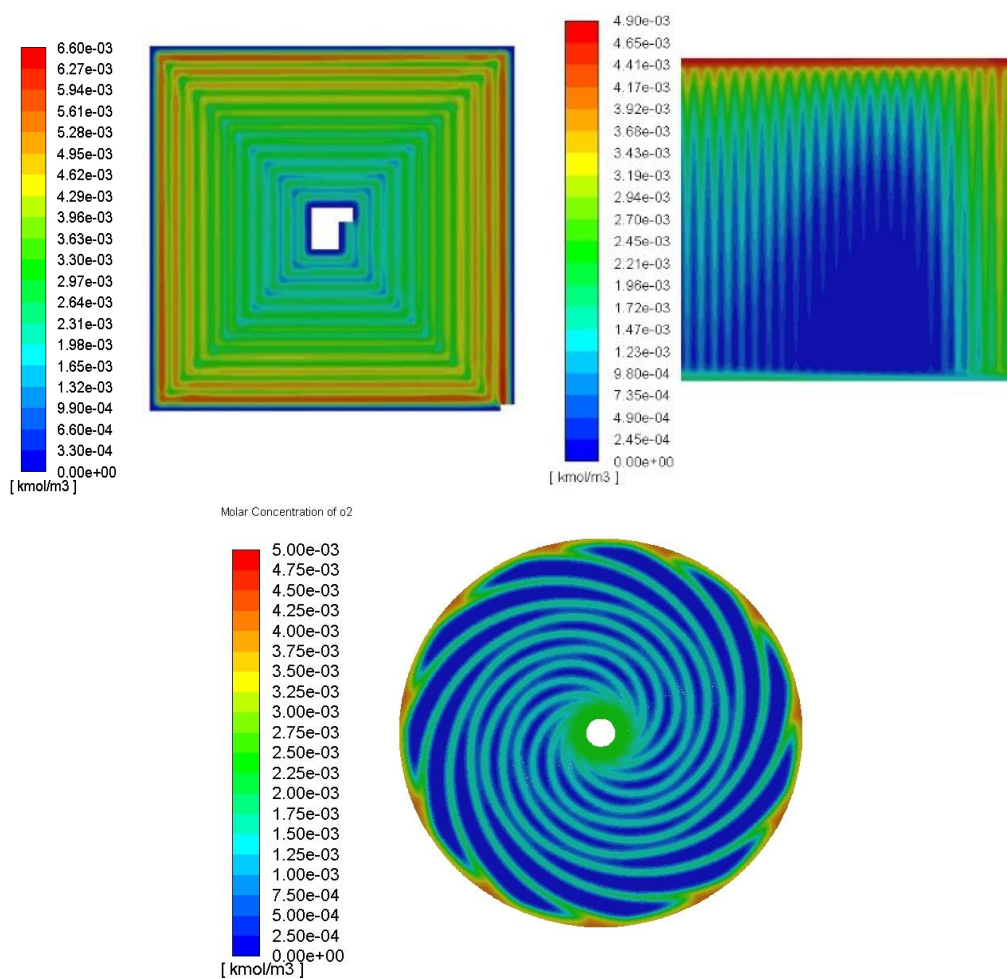 6.60e-03
6.27e-03
5.94e-03
5.61e-03
5.28e-03
4.95e-03
4.62e-03
4.29e-03
3.96e-03
3.63e-03
3.30e-03
2.97e-03
2.64e-03
2.31e-03
1.98e-03
1.65e-03
1.32e-03
9.90e-04
6.60e-04
3.30e-04
0.00e+00
[ kmol/m3 ]
4.90e-03
4.65e-03
4.41e-03
4.17e-03
3.92e-03
3.68e-03
3.43e-03
3.19e-03
2.94e-03
2.70e-03
2.45e-03
2.21e-03
1.96e-03
1.72e-03
1.47e-03
1.23e-03
9.80e-04
7.35e-04
4.90e-04
2.45e-04
0.00e+00
[ kmol/m3 ]
Molar Concentration of o2
5.00e-03
4.75e-03
4.50e-03
4.25e-03
4.00e-03
3.75e-03
3.50e-03
3.25e-03
3.00e-03
2.75e-03
2.50e-03
2.25e-03
2.00e-03
1.75e-03
1.50e-03
1.25e-03
1.00e-03
7.50e-04
5.00e-04
2.50e-04
0.00e+00
[ kmol/m3 ]